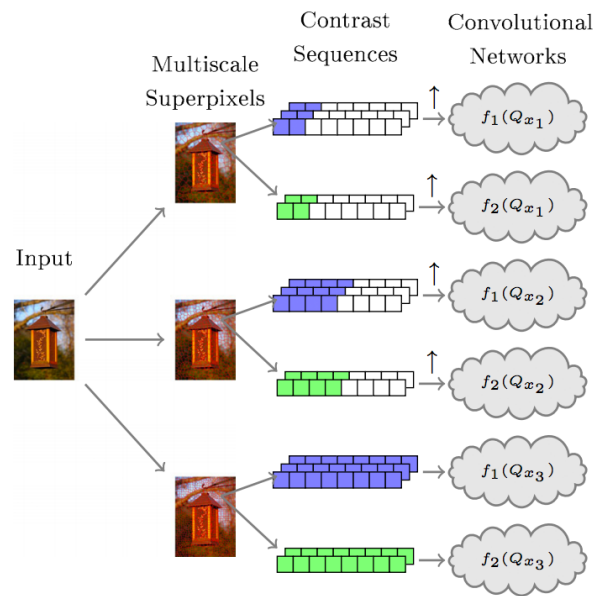 Contrast
Sequences
Convolutional
Networks
Multiscale
Superpixels
Input
↑
f₁(Qₓ₁)
↑
f₂(Qₓ₁)
↑
f₁(Qₓ₂)
↑
f₂(Qₓ₂)
f₁(Qₓ₃)
f₂(Qₓ₃)